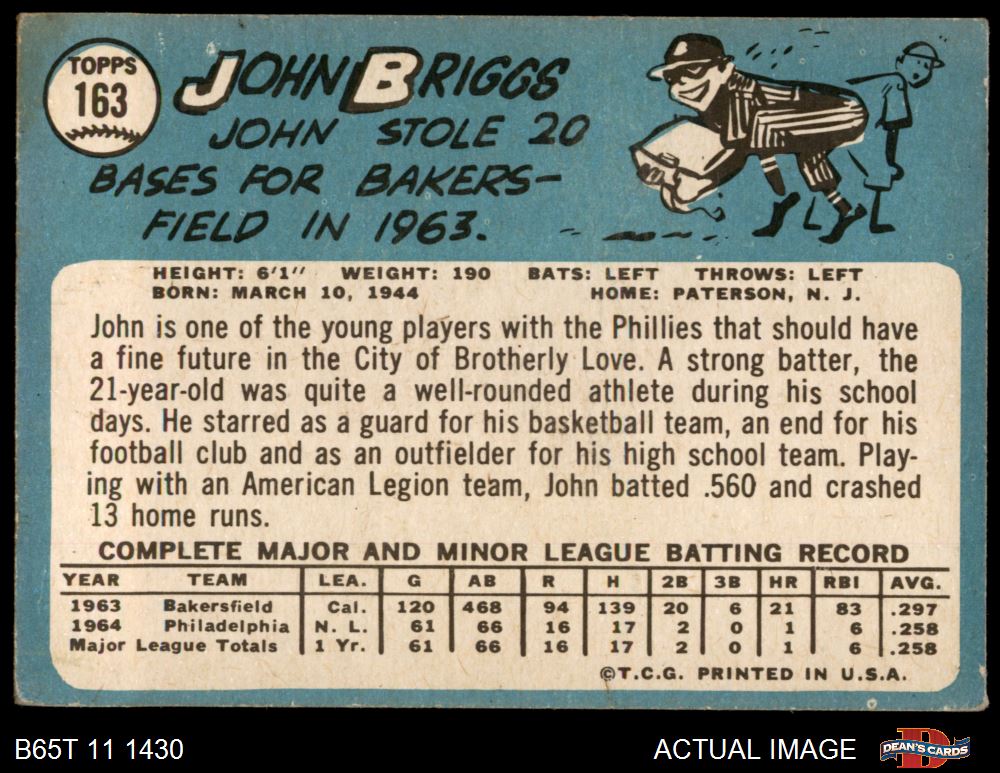 TOPPS
163
JOHN BRIGGS
JOHN STOLE 20
BASES FOR BAKERS-
FIELD IN 1963.
HEIGHT: 6'1" WEIGHT: 190 BATS: LEFT THROWS: LEFT
BORN: MARCH 10, 1944 HOME: PATERSON, N. J.
John is one of the young players with the Phillies that should have
a fine future in the City of Brotherly Love. A strong batter, the
21-year-old was quite a well-rounded athlete during his school
days. He starred as a guard for his basketball team, an end for his
football club and as an outfielder for his high school team. Play-
ing with an American Legion team, John batted .560 and crashed
13 home runs.
COMPLETE MAJOR AND MINOR LEAGUE BATTING RECORD
YEAR TEAM LEA. G AB R H 2B 3B HR RBI AVG.
1963 Bakersfield Cal. 120 468 94 139 20 6 21 83 .297
1964 Philadelphia N. L. 61 66 16 17 2 0 1 6 .258
Major League Totals 1 Yr. 61 66 16 17 2 0 1 6 .258
©T.C.G. PRINTED IN U.S.A.
B65T 11 1430 ACTUAL IMAGE DEAN'S CARDS